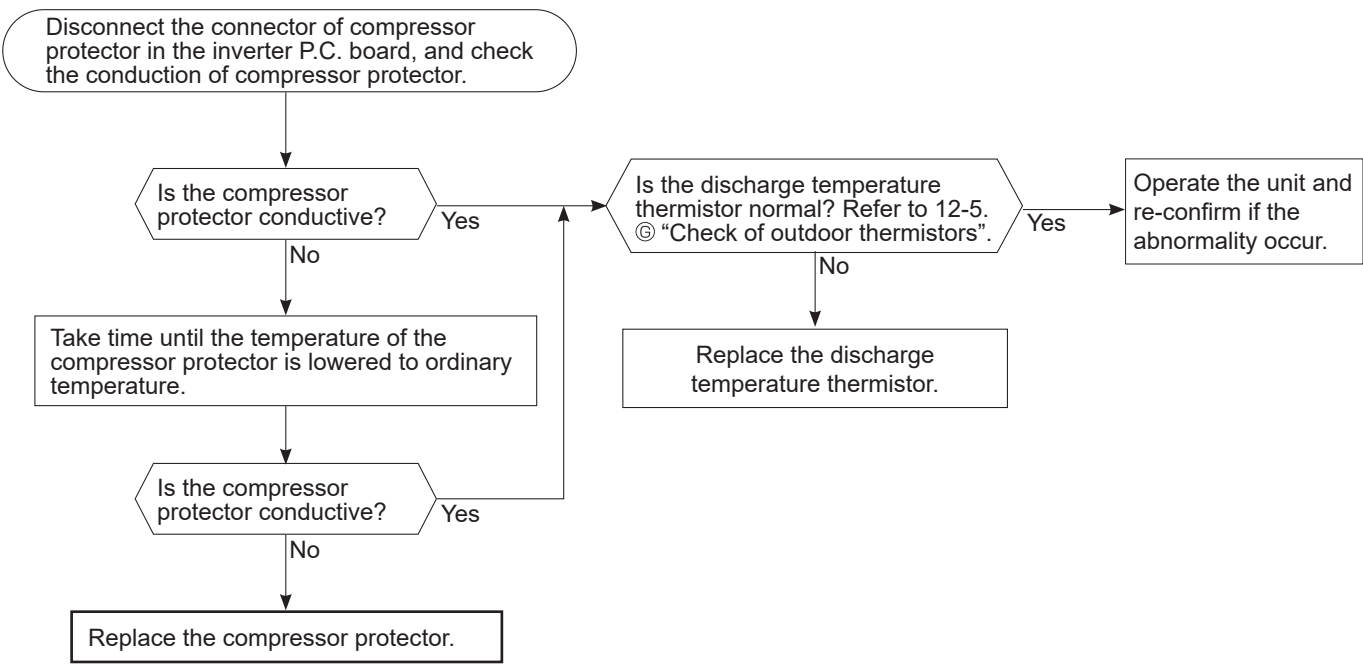 Disconnect the connector of compressor
protector in the inverter P.C. board, and check
the conduction of compressor protector.
Is the compressor
protector conductive?
Yes
No
Is the discharge temperature
thermistor normal? Refer to 12-5.
Ⓖ “Check of outdoor thermistors”.
Yes
No
Operate the unit and
re-confirm if the
abnormality occur.
Take time until the temperature of the
compressor protector is lowered to ordinary
temperature.
Replace the discharge
temperature thermistor.
Is the compressor
protector conductive?
Yes
No
Replace the compressor protector.